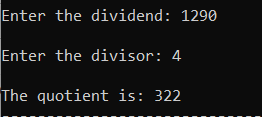 Enter the dividend: 1290
Enter the divisor: 4
The quotient is: 322